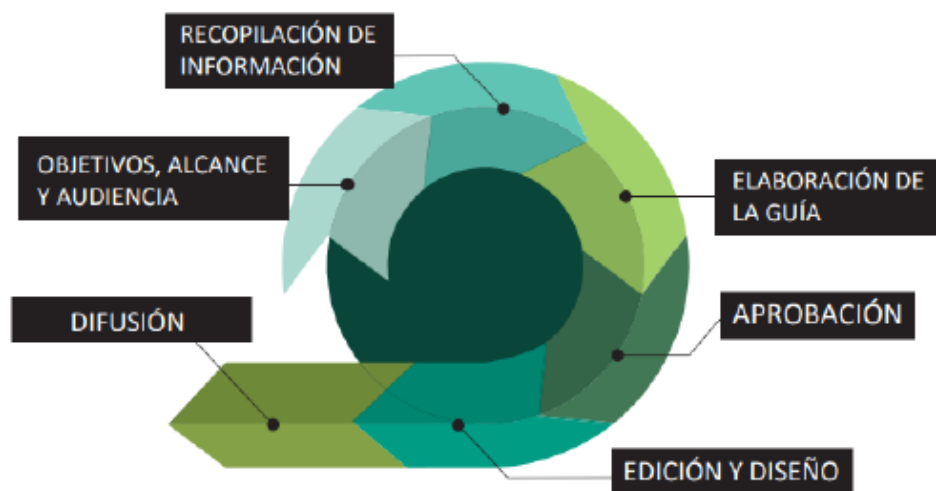 RECOPILACIÓN DE
INFORMACIÓN
OBJETIVOS, ALCANCE
Y AUDIENCIA
ELABORACIÓN DE
LA GUÍA
DIFUSIÓN
APROBACIÓN
EDICIÓN Y DISEÑO